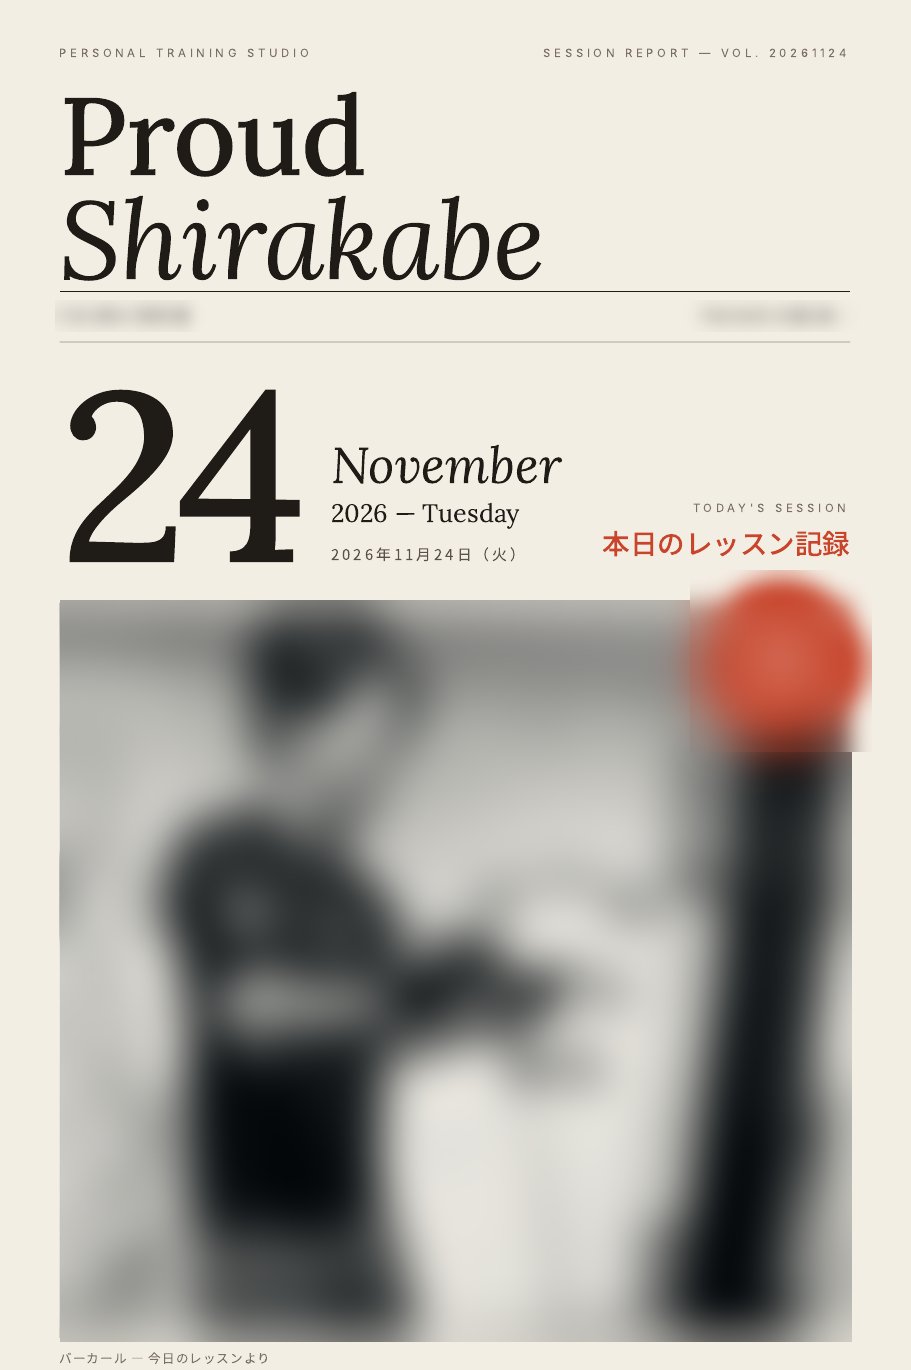 PERSONAL TRAINING STUDIO
SESSION REPORT — VOL. 20261124
Proud
Shirakabe
24
November
2026 — Tuesday
2026年11月24日（火）
TODAY'S SESSION
本日のレッスン記録
バーカール — 今日のレッスンより